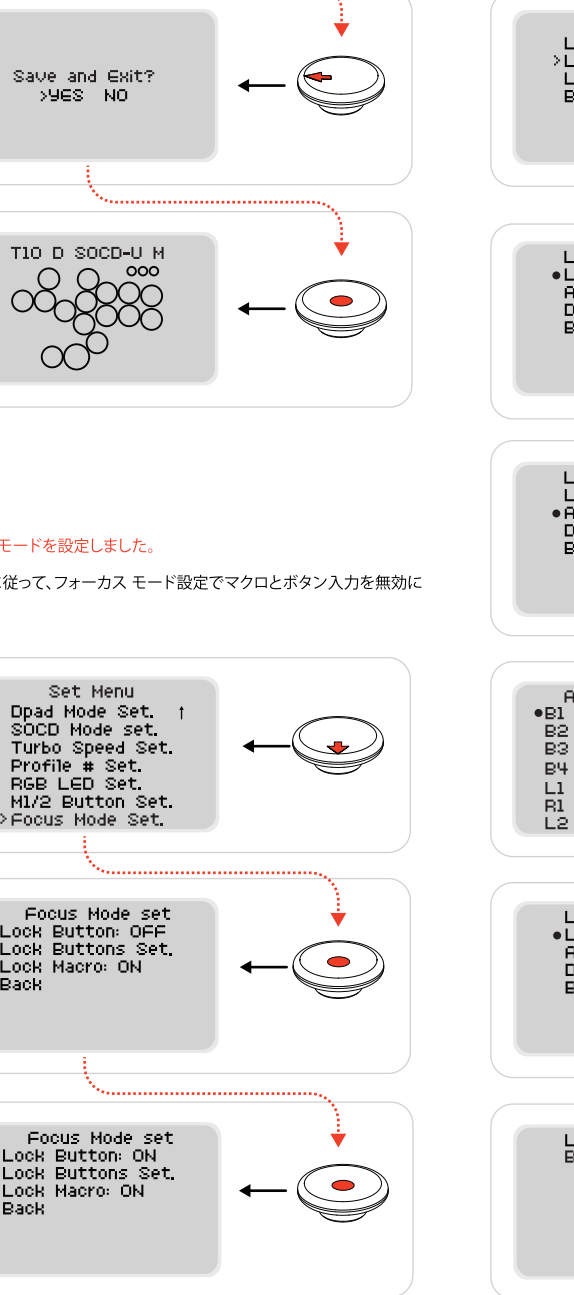 Save and Exit?
>YES NO
T10 D SOCD-U M
モードを設定しました。
従って、フォーカス モード設定でマクロとボタン入力を無効に
Set Menu
Dpad Mode Set. ↑
SOCD Mode set.
Turbo Speed Set.
Profile # Set.
RGB LED Set.
M1/2 Button Set.
>Focus Mode Set.
Focus Mode set
Lock Button: OFF
Lock Buttons Set.
Lock Macro: ON
Back
Focus Mode set
Lock Button: ON
Lock Buttons Set.
Lock Macro: ON
Back
●B1
B2
B3
B4
L1
R1
L2